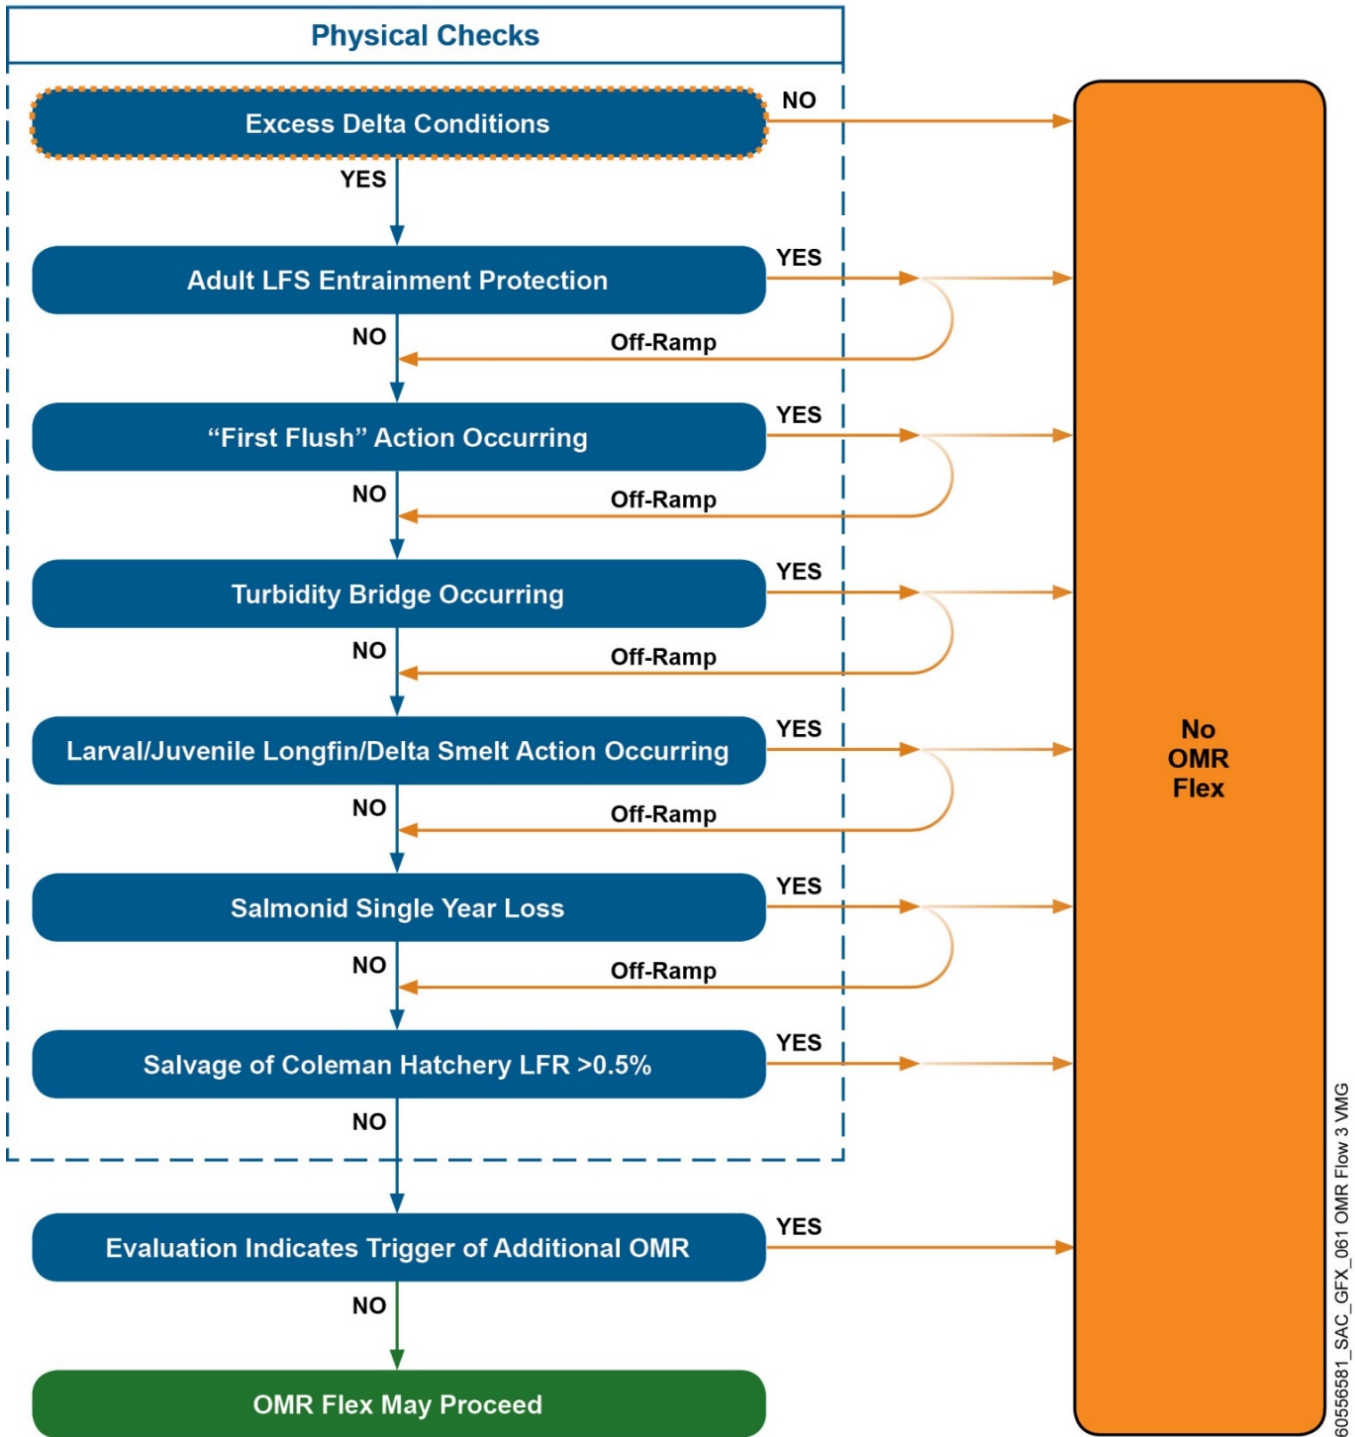 Physical Checks
Excess Delta Conditions
NO
YES
Adult LFS Entrainment Protection
YES
NO
Off-Ramp
“First Flush” Action Occurring
YES
NO
Off-Ramp
Turbidity Bridge Occurring
YES
NO
Off-Ramp
Larval/Juvenile Longfin/Delta Smelt Action Occurring
YES
NO
Off-Ramp
Salmonid Single Year Loss
YES
NO
Off-Ramp
Salvage of Coleman Hatchery LFR >0.5%
YES
NO
Evaluation Indicates Trigger of Additional OMR
YES
NO
OMR Flex May Proceed
No
OMR
Flex
60556581_SAC_GFX_061 OMR Flow 3 VMG